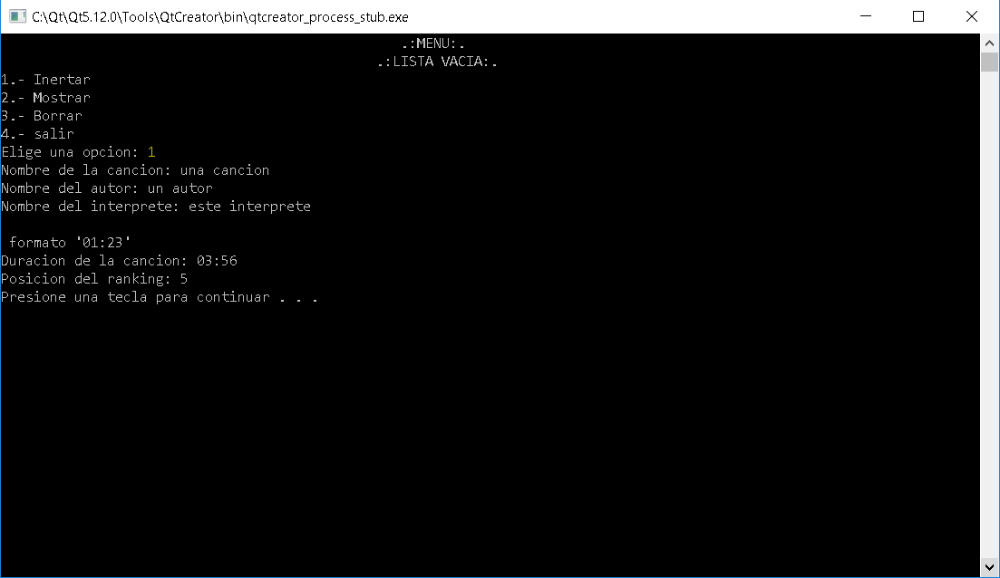 C:\Qt\Qt5.12.0\Tools\QtCreator\bin\qtcreator_process_stub.exe
.:MENU:.
.:LISTA VACIA:.
1.- Inertar
2.- Mostrar
3.- Borrar
4.- salir
Elige una opcion: 1
Nombre de la cancion: una cancion
Nombre del autor: un autor
Nombre del interprete: este interprete
formato '01:23'
Duracion de la cancion: 03:56
Posicion del ranking: 5
Presione una tecla para continuar . . .